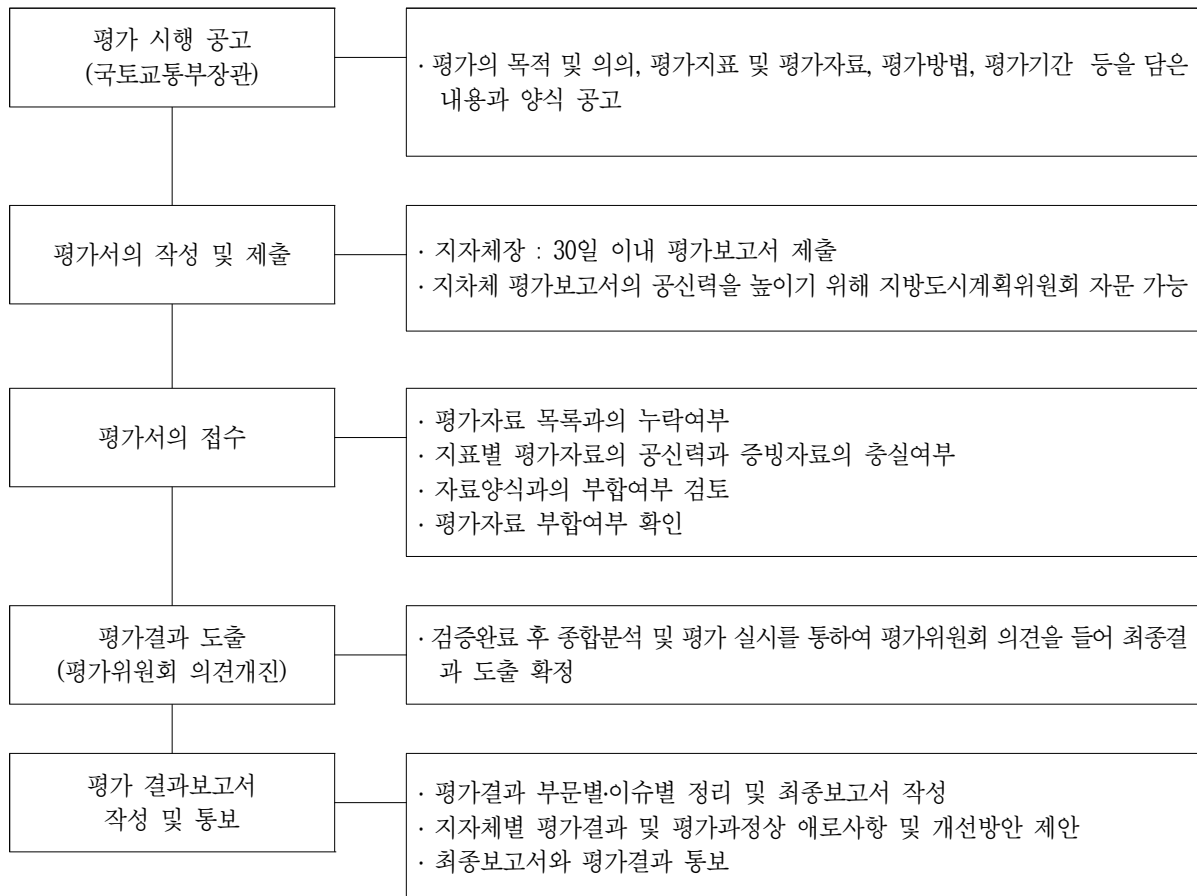 평가 시행 공고
(국토교통부장관)
· 평가의 목적 및 의의, 평가지표 및 평가자료, 평가방법, 평가기간 등을 담은
내용과 양식 공고
평가서의 작성 및 제출
· 지자체장 : 30일 이내 평가보고서 제출
· 지차체 평가보고서의 공신력을 높이기 위해 지방도시계획위원회 자문 가능
평가서의 접수
· 평가자료 목록과의 누락여부
· 지표별 평가자료의 공신력과 증빙자료의 충실여부
· 자료양식과의 부합여부 검토
· 평가자료 부합여부 확인
평가결과 도출
(평가위원회 의견개진)
· 검증완료 후 종합분석 및 평가 실시를 통하여 평가위원회 의견을 들어 최종결
과 도출 확정
평가 결과보고서
작성 및 통보
· 평가결과 부문별·이슈별 정리 및 최종보고서 작성
· 지자체별 평가결과 및 평가과정상 애로사항 및 개선방안 제안
· 최종보고서와 평가결과 통보